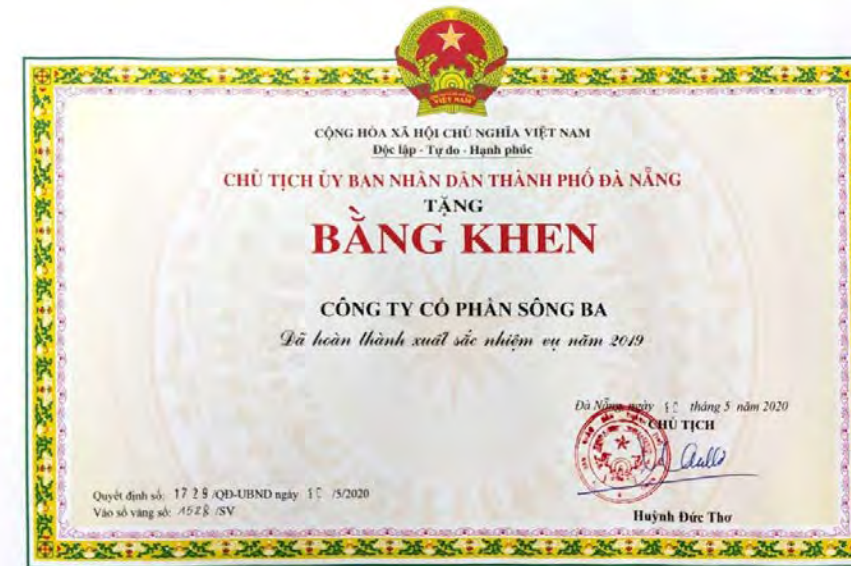 VIỆT NAM
CỘNG HÒA XÃ HỘI CHỦ NGHĨA VIỆT NAM
Độc lập - Tự do - Hạnh phúc
CHỦ TỊCH ỦY BAN NHÂN DÂN THÀNH PHỐ ĐÀ NẴNG
TẶNG
BẰNG KHEN
CÔNG TY CỔ PHẦN SÔNG BA
Đã hoàn thành xuất sắc nhiệm vụ năm 2019
Đà Nẵng, ngày tháng 5 năm 2020
CHỦ TỊCH
Quyết định số: 1729 /QĐ-UBND ngày /5/2020
Vào sổ vàng số: 1528 /SV
Huỳnh Đức Thơ